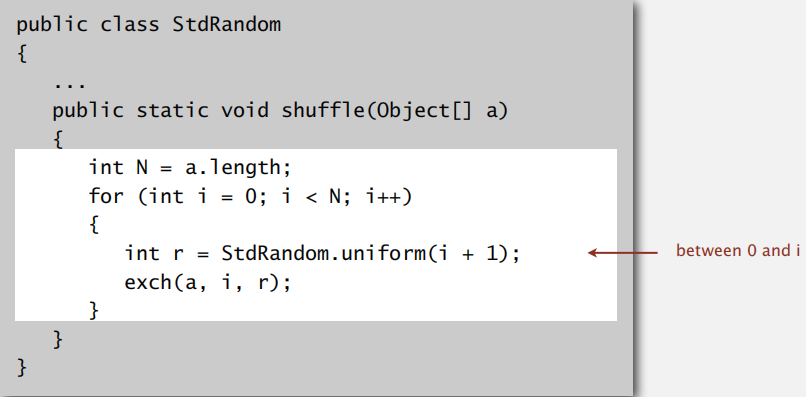 public class StdRandom
{
...
public static void shuffle(Object[] a)
{
int N = a.length;
for (int i = 0; i < N; i++)
{
int r = StdRandom.uniform(i + 1);
between 0 and i
exch(a, i, r);
}
}
}